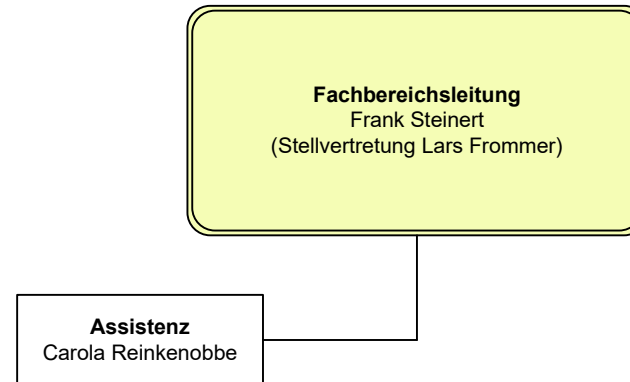 Fachbereichsleitung
Frank Steinert
(Stellvertretung Lars Frommer)
Assistenz
Carola Reinkenobbe